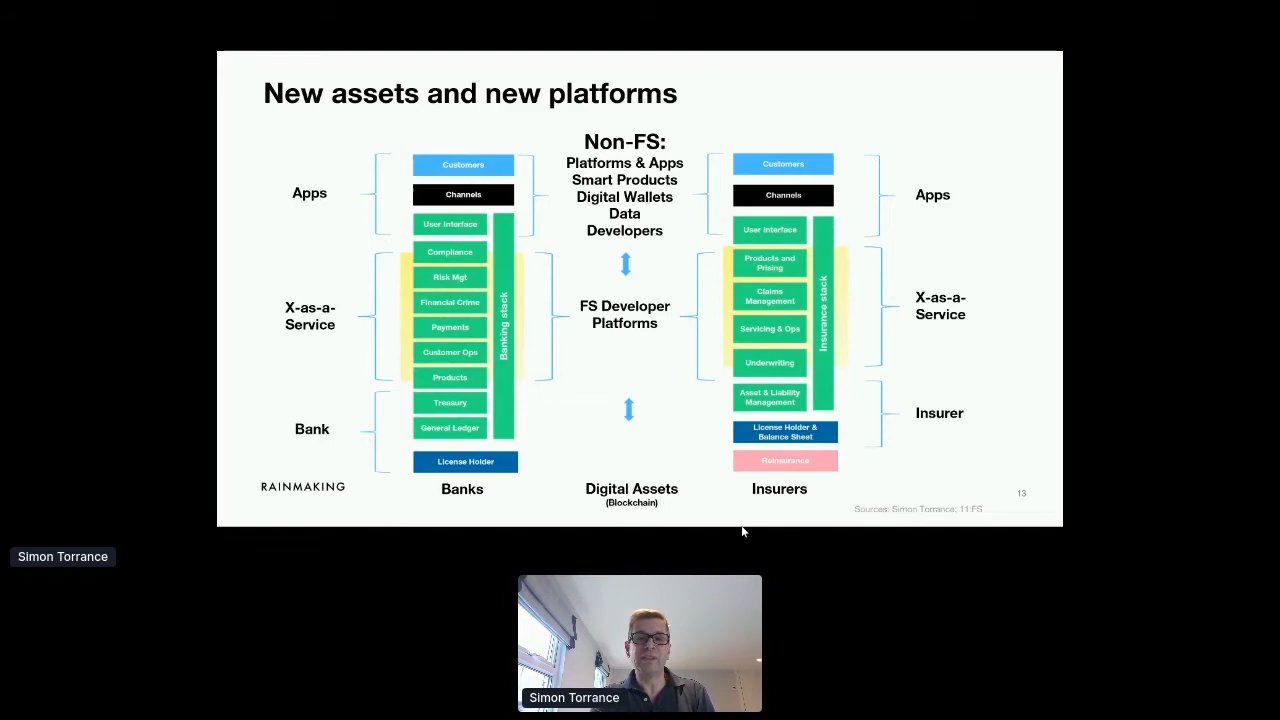 New assets and new platforms
Apps
X-as-a-
Service
Bank
Customers
Channels
User Interface
Compliance
Risk Mgt
Financial Crime
Payments
Customer Ops
Products
Treasury
General Ledger
Banking stack
License Holder
Banks
Non-FS:
Platforms & Apps
Smart Products
Digital Wallets
Data
Developers
FS Developer
Platforms
Digital Assets
(Blockchain)
Customers
Channels
User Interface
Products and
Prising
Claims
Management
Servicing & Ops
Underwriting
Asset & Liability
Management
Insurance stack
License Holder &
Balance Sheet
Reinsurance
Insurers
Apps
X-as-a-
Service
Insurer
RAINMAKING
13
Sources: Simon Torrance; 11:FS
Simon Torrance
Simon Torrance